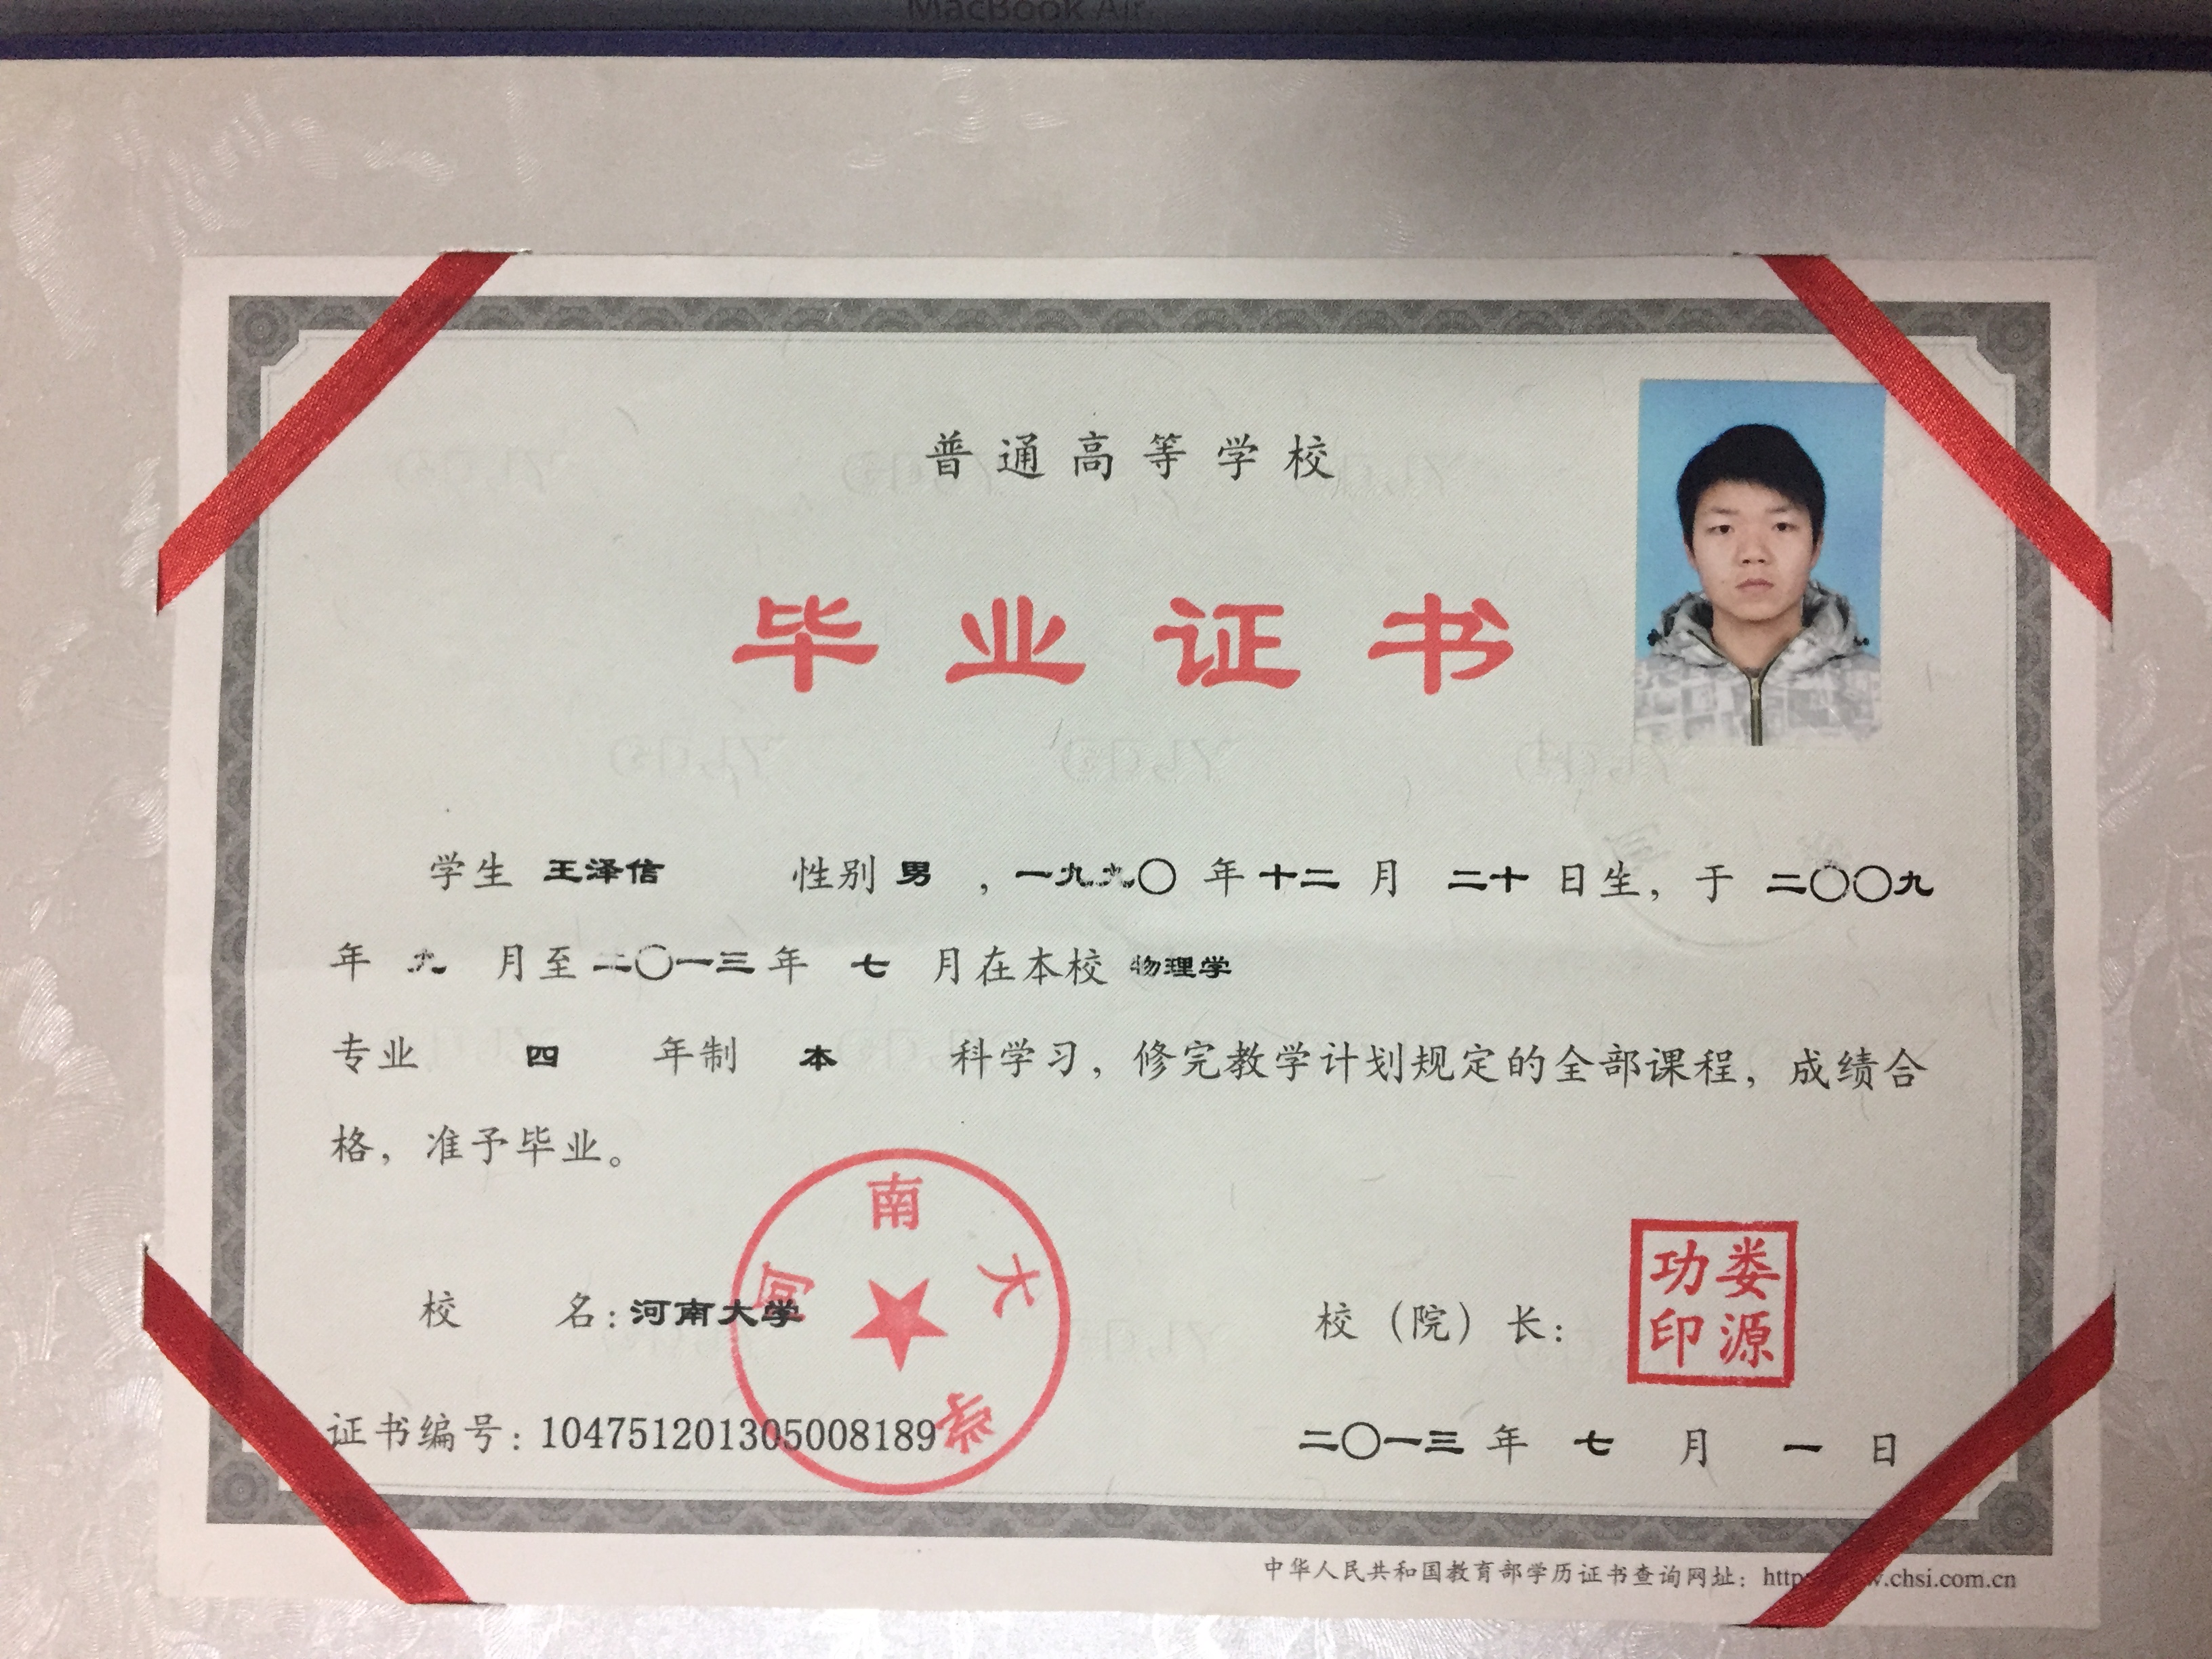 普通高等学校
毕业证书
学生 王泽信 性别 男 ，一九九〇 年 十二 月 二十 日生，于 二〇〇九
年 九 月至 二〇一三 年 七 月在本校 物理学
专业 四 年制 本 科学习，修完教学计划规定的全部课程，成绩合
格，准予毕业。
校 名：河南大学 校（院）长：
河南大学
娄源功印
证书编号：104751201305008189 二〇一三 年 七 月 一 日
中华人民共和国教育部学历证书查询网址：http w.chsi.com.cn
MacBook Air